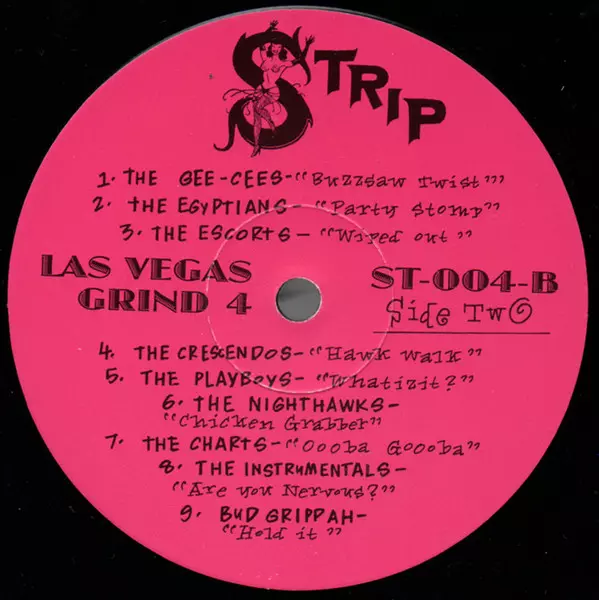 STRIP
1. THE GEE-CEES-"Buzzsaw Twist"
2. THE EGYPTIANS-"Party Stomp"
3. THE ESCORTS-"Wiped out"
LAS VEGAS
GRIND 4
ST-004-B
Side Two
4. THE CRESCENDOS-"Hawk Walk"
5. THE PLAYBOYS-"Whatizit?"
6. THE NIGHTHAWKS-
"Chicken Grabber"
7. THE CHARTS-"Oooba Goooba"
8. THE INSTRUMENTALS-
"Are you Nervous?"
9. BUD GRIPPAH-
"Hold it"